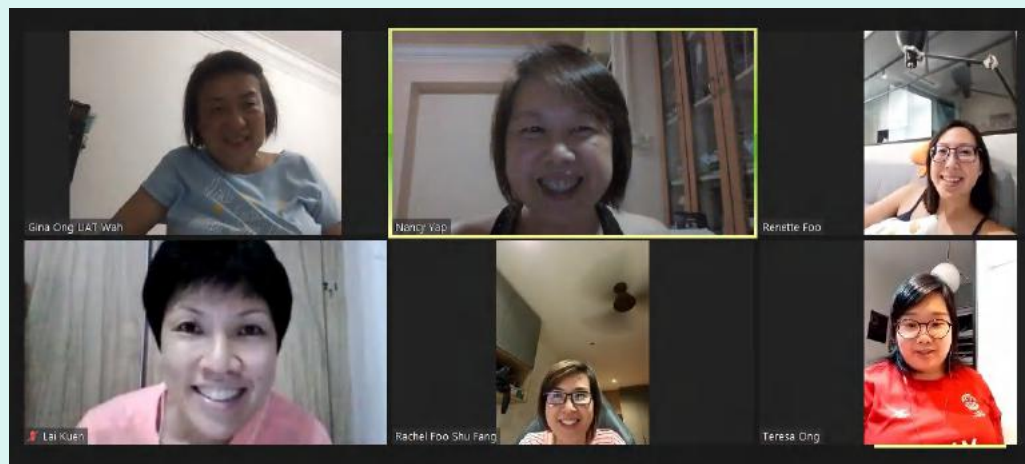 Gina Ong LIAT Wah
Nancy Yap
Renette Foo
Lai Kuen
Rachel Foo Shu Fang
Teresa Ong